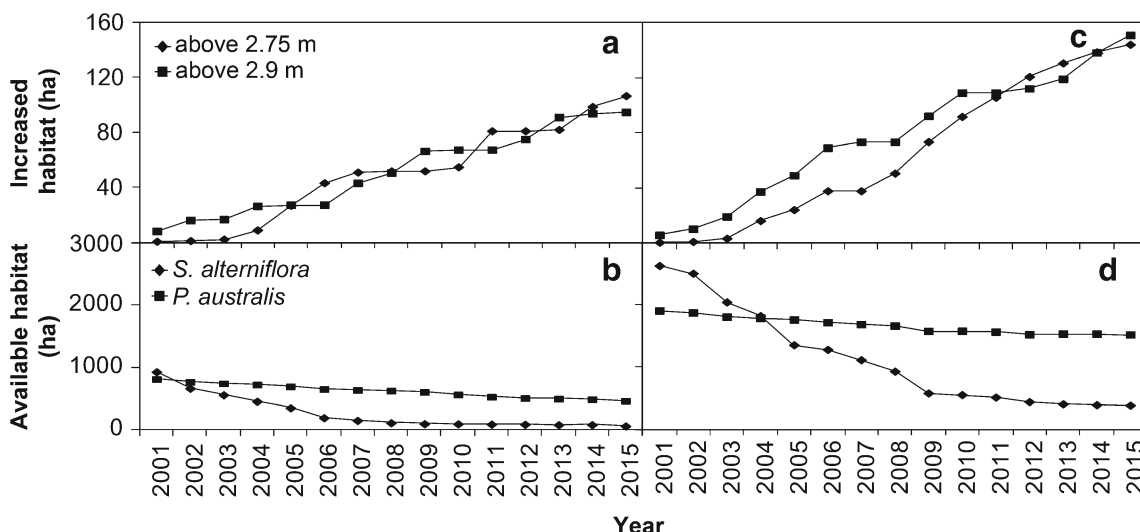 160
120
80
40
3000
2000
1000
0
Increased
habitat (ha)
Available habitat
(ha)
above 2.75 m
above 2.9 m
a
c
S. alterniflora
P. australis
b
d
2001 2002 2003 2004 2005 2006 2007 2008 2009 2010 2011 2012 2013 2014 2015
2001 2002 2003 2004 2005 2006 2007 2008 2009 2010 2011 2012 2013 2014 2015
Year